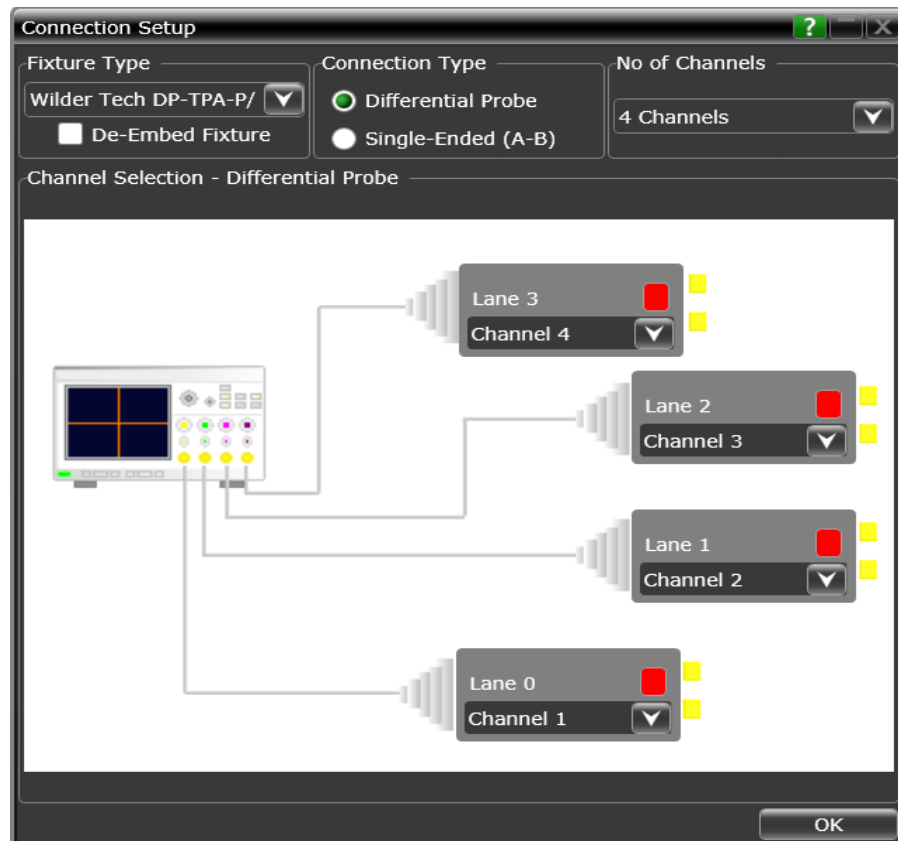 Connection Setup
?
Fixture Type
Connection Type
No of Channels
Wilder Tech DP-TPA-P/
Differential Probe
4 Channels
De-Embed Fixture
Single-Ended (A-B)
Channel Selection - Differential Probe
Lane 3
Channel 4
Lane 2
Channel 3
Lane 1
Channel 2
Lane 0
Channel 1
OK